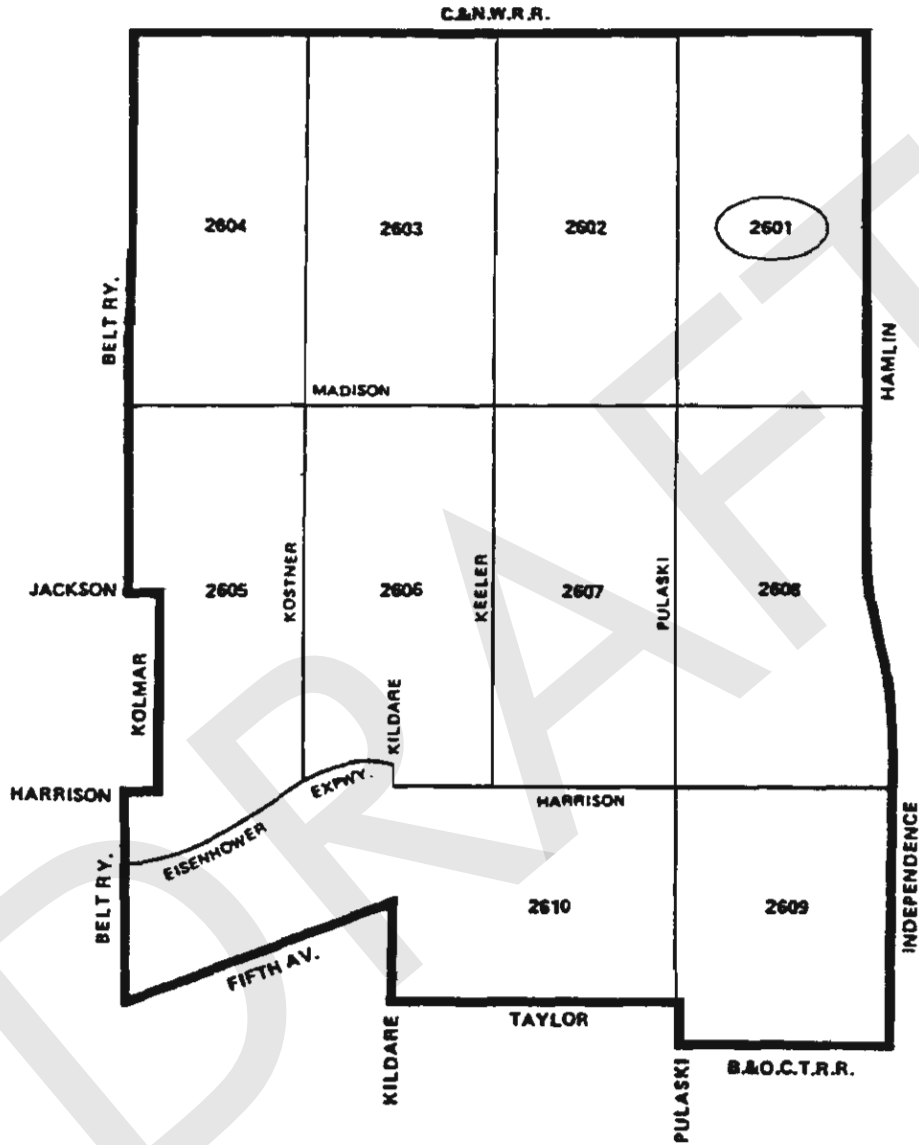 C.&N.W.R.R.
2604
2603
2602
2601
BELT RY.
HAMLIN
MADISON
JACKSON
2605
KOSTNER
2606
KEELER
2607
PULASKI
2608
KOLMAR
KILDARE
HARRISON
EXPWY.
HARRISON
EISENHOWER
BELT RY.
INDEPENDENCE
2610
2609
FIFTH AV.
KILDARE
TAYLOR
PULASKI
B.&O.C.T.R.R.
DRAFT